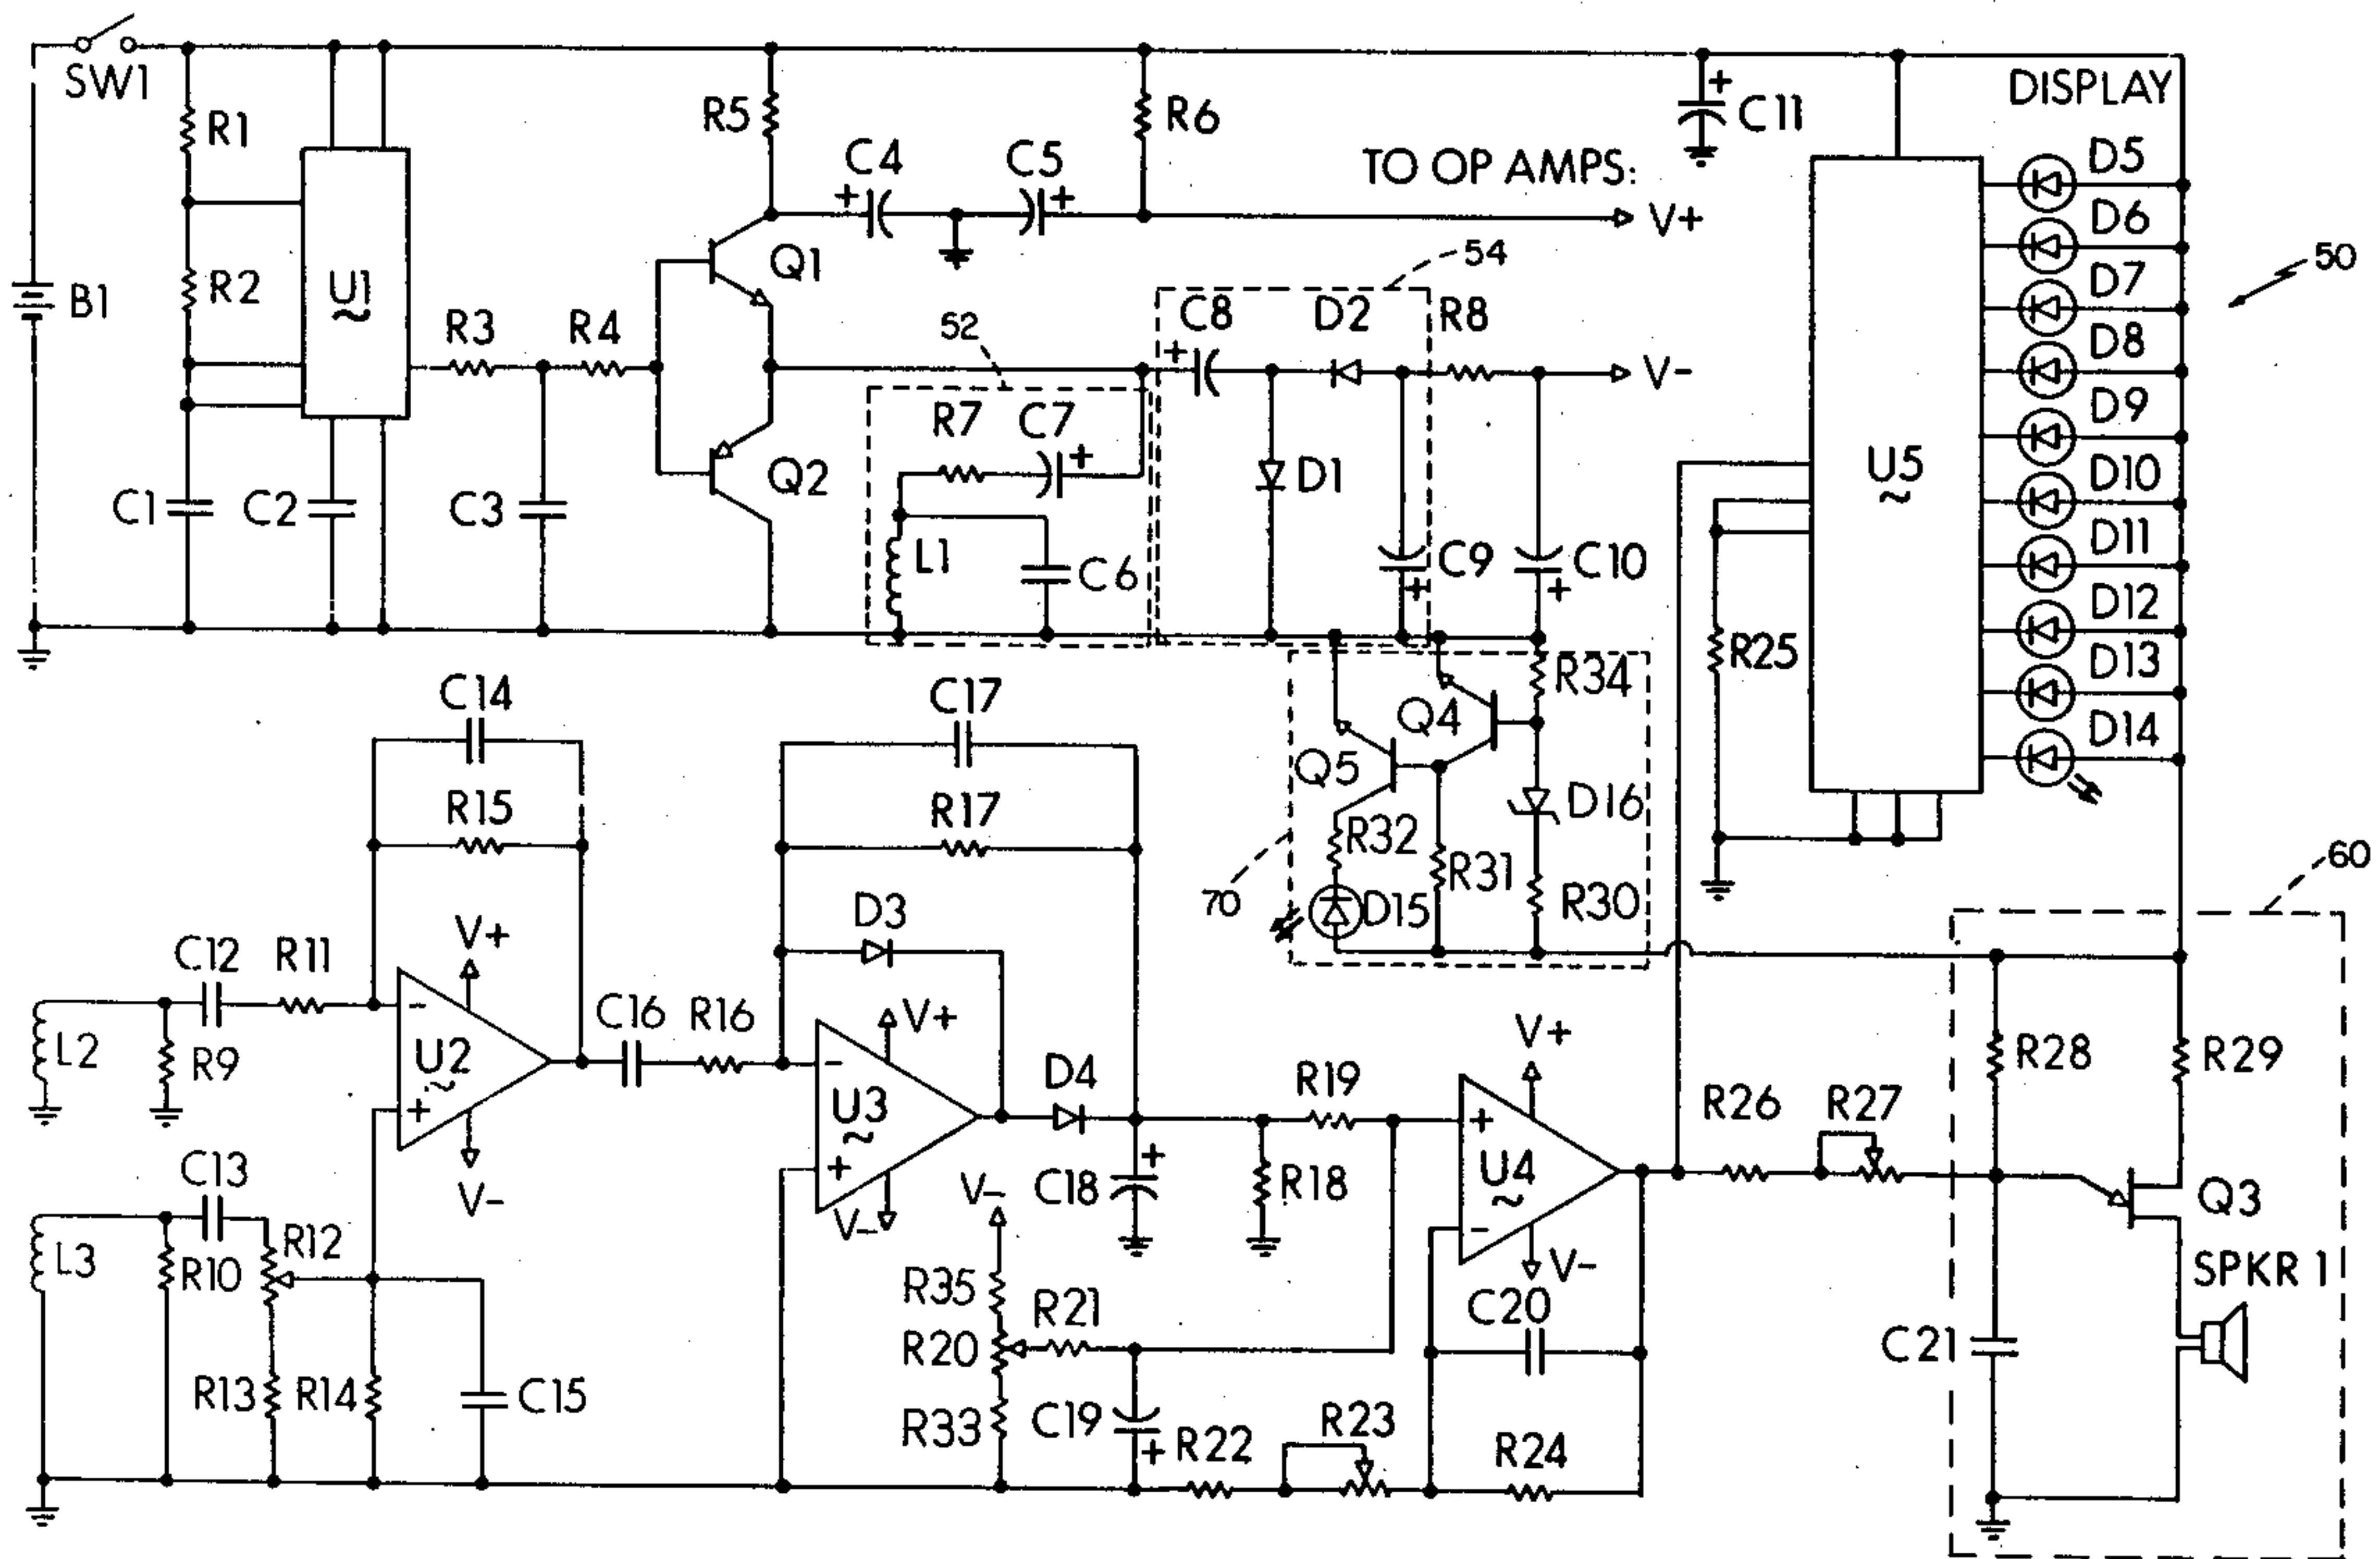 SW1
R1
R5
R6
C11
DISPLAY
C4
C5
TO OP AMPS:
V+
D5
D6
D7
D8
D9
D10
D11
D12
D13
D14
50
B1
R2
U1
Q1
54
R3
R4
52
C8
D2
R8
V-
R7
C7
Q2
D1
U5
C1
C2
C3
L1
C6
C9
C10
R25
+
+
+
+
+
+
+
+
C14
C17
R34
Q4
Q5
R15
R17
D16
R32
R31
70
D15
R30
60
D3
C12
R11
V+
-
L2
R9
U2
+
V-
C16
R16
V+
-
U3
+
V-
D4
R19
V+
+
U4
-
V-
R26
R27
R28
R29
C13
R12
L3
R10
C18
+
R18
V-
Q3
SPKR 1
R35
R21
R20
C20
C21
R13
R14
C15
R33
C19
+
R22
R23
R24